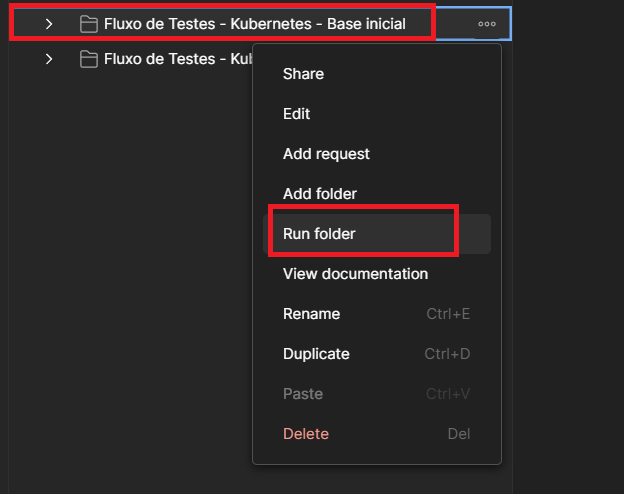 Fluxo de Testes - Kubernetes - Base inicial
Fluxo de Testes - Kub
Share
Edit
Add request
Add folder
Run folder
View documentation
Rename Ctrl+E
Duplicate Ctrl+D
Paste Ctrl+V
Delete Del